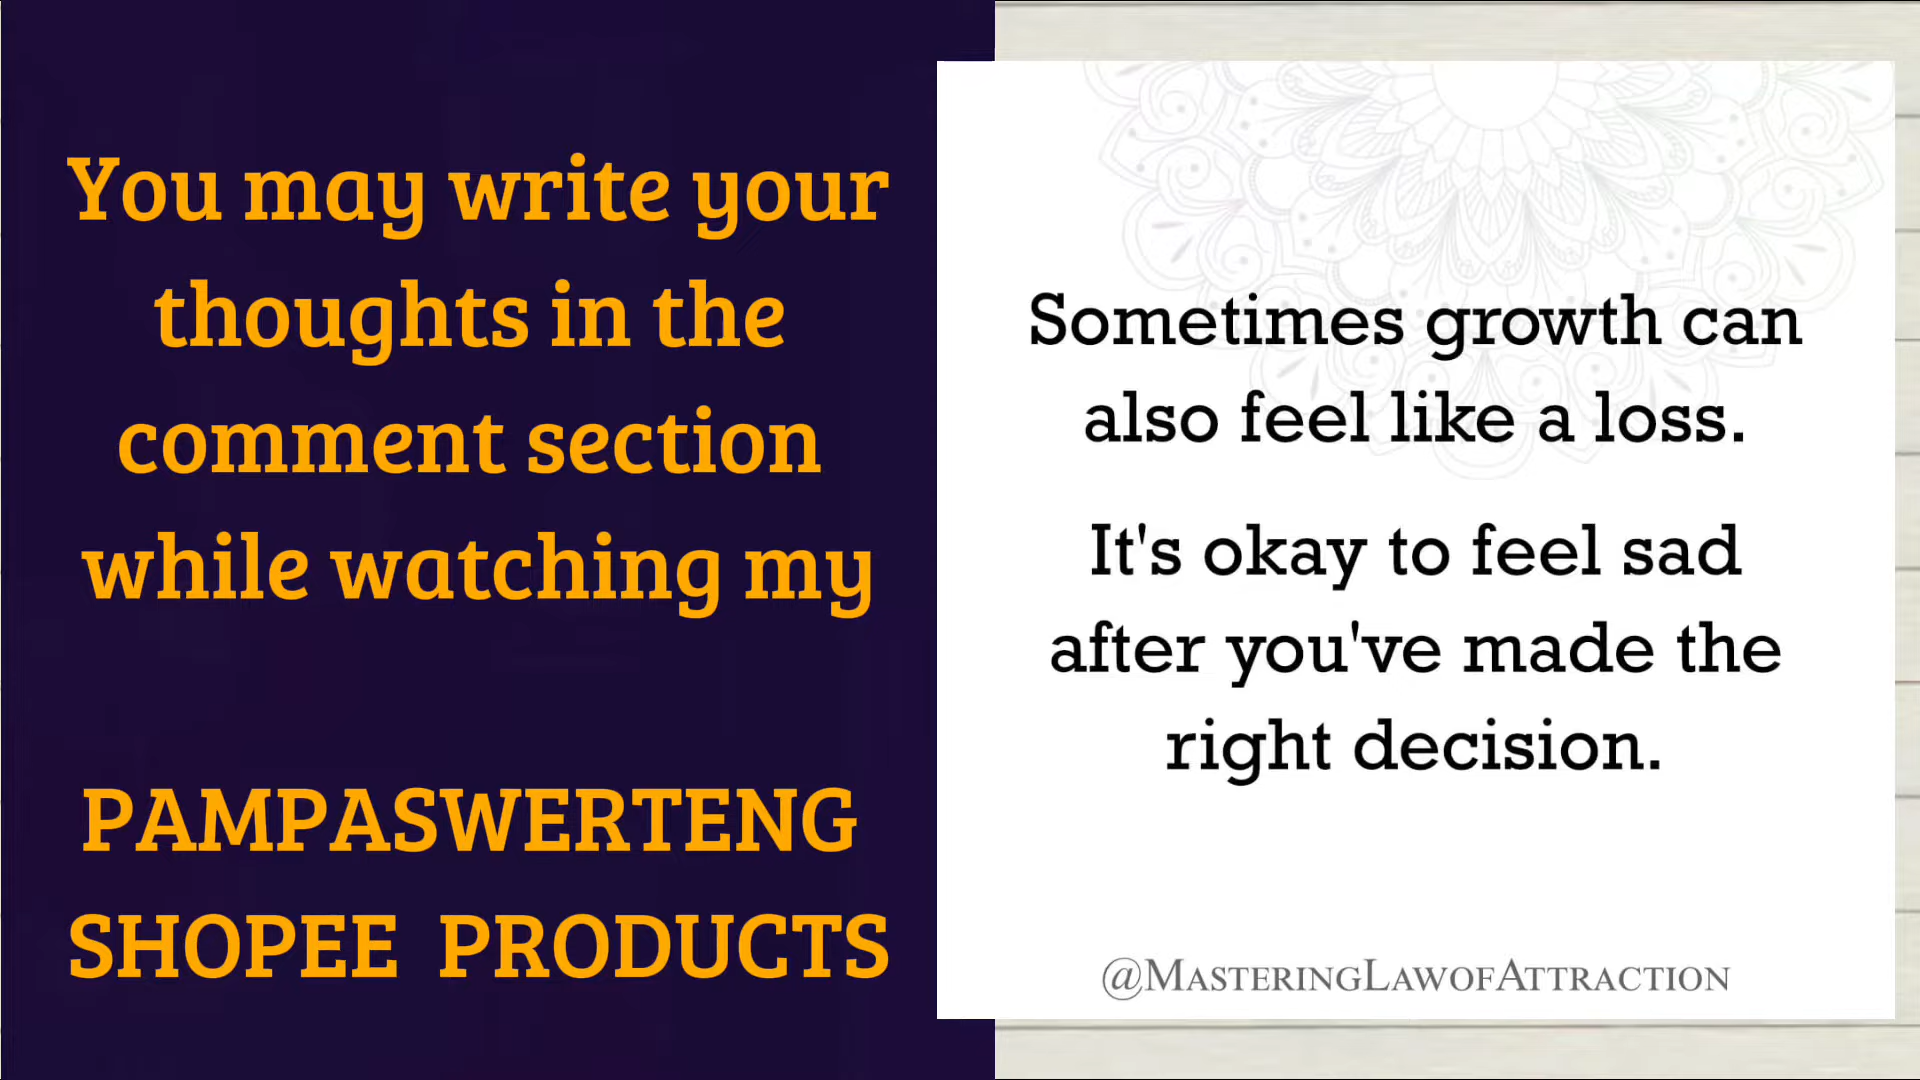 You may write your
thoughts in the
comment section
while watching my
PAMPASWERTENG
SHOPEE PRODUCTS
Sometimes growth can
also feel like a loss.
It's okay to feel sad
after you've made the
right decision.
@MasteringLawofAttraction